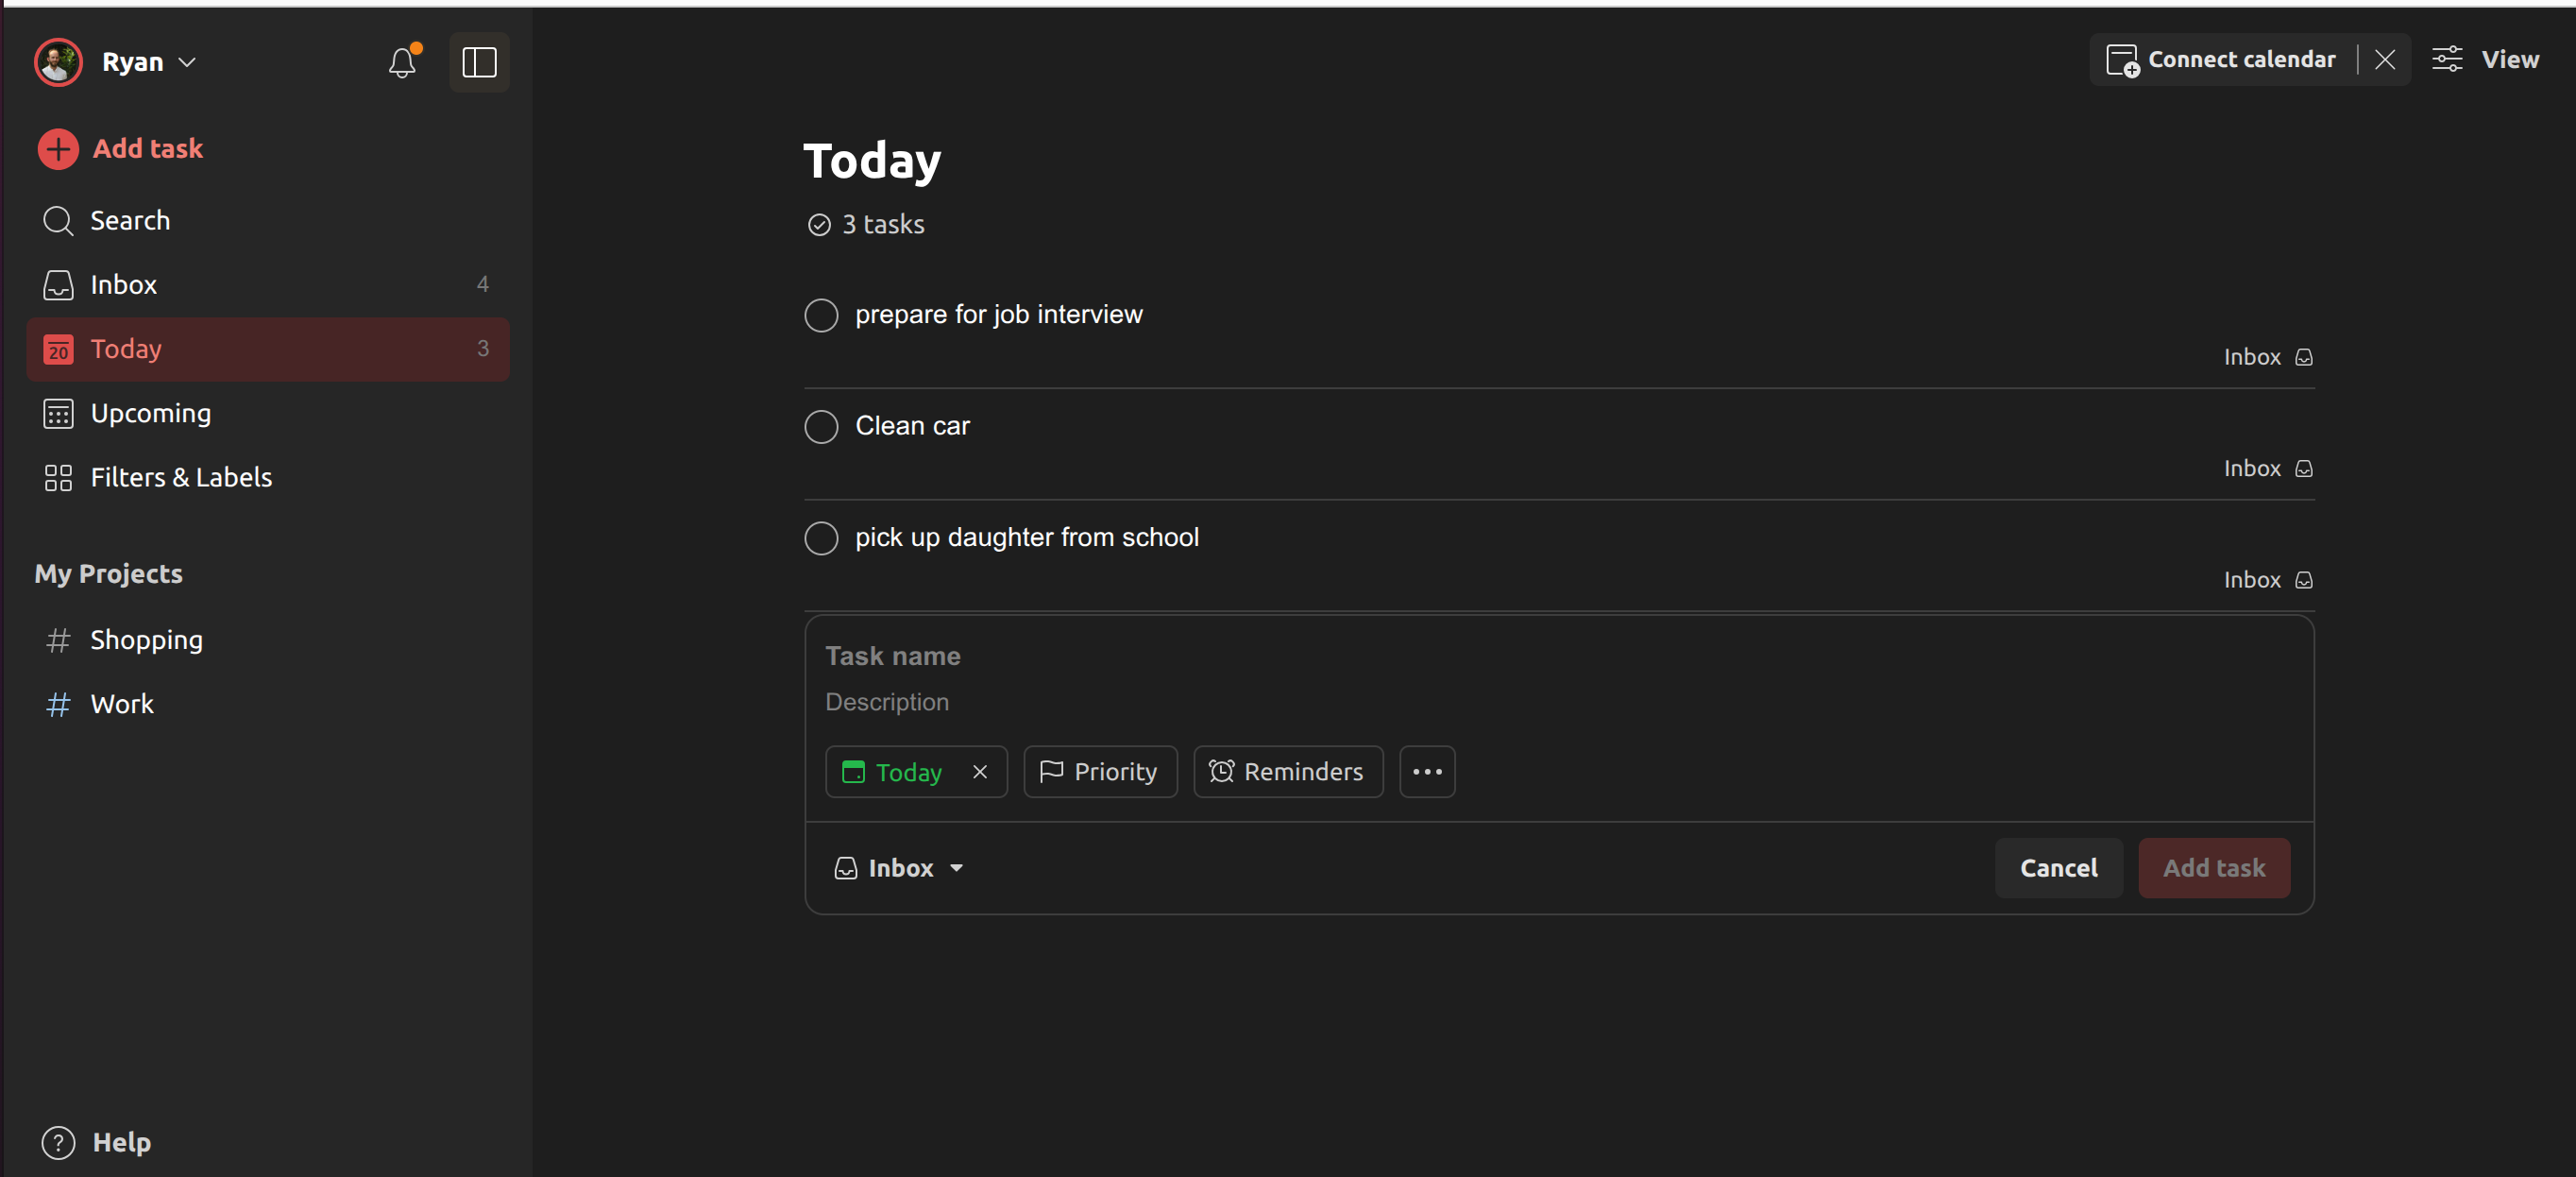 Ryan
Connect calendar
View
Add task
Search
Inbox 4
20 Today 3
Upcoming
Filters & Labels
My Projects
# Shopping
# Work
Help
Today
3 tasks
prepare for job interview
Inbox
Clean car
Inbox
pick up daughter from school
Inbox
Task name
Description
Today Priority Reminders
Inbox Cancel Add task